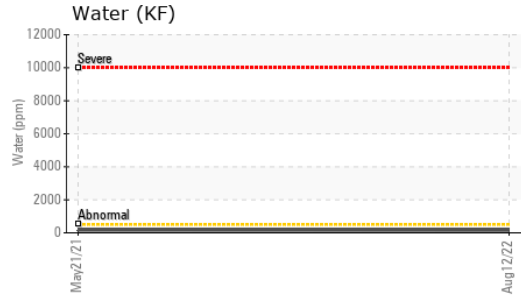 Water (KF)
12000
Severe
10000
8000
Water (ppm)
6000
4000
2000
Abnormal
0
May21/21
Aug12/22